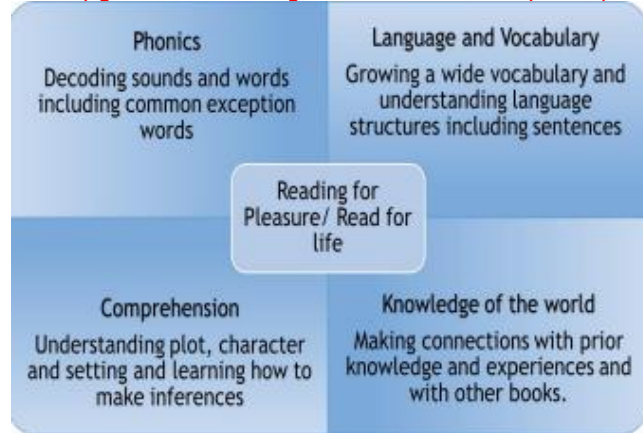 Phonics
Decoding sounds and words
including common exception
words
Language and Vocabulary
Growing a wide vocabulary and
understanding language
structures including sentences
Reading for
Pleasure/ Read for
life
Comprehension
Understanding plot, character
and setting and learning how to
make inferences
Knowledge of the world
Making connections with prior
knowledge and experiences and
with other books.